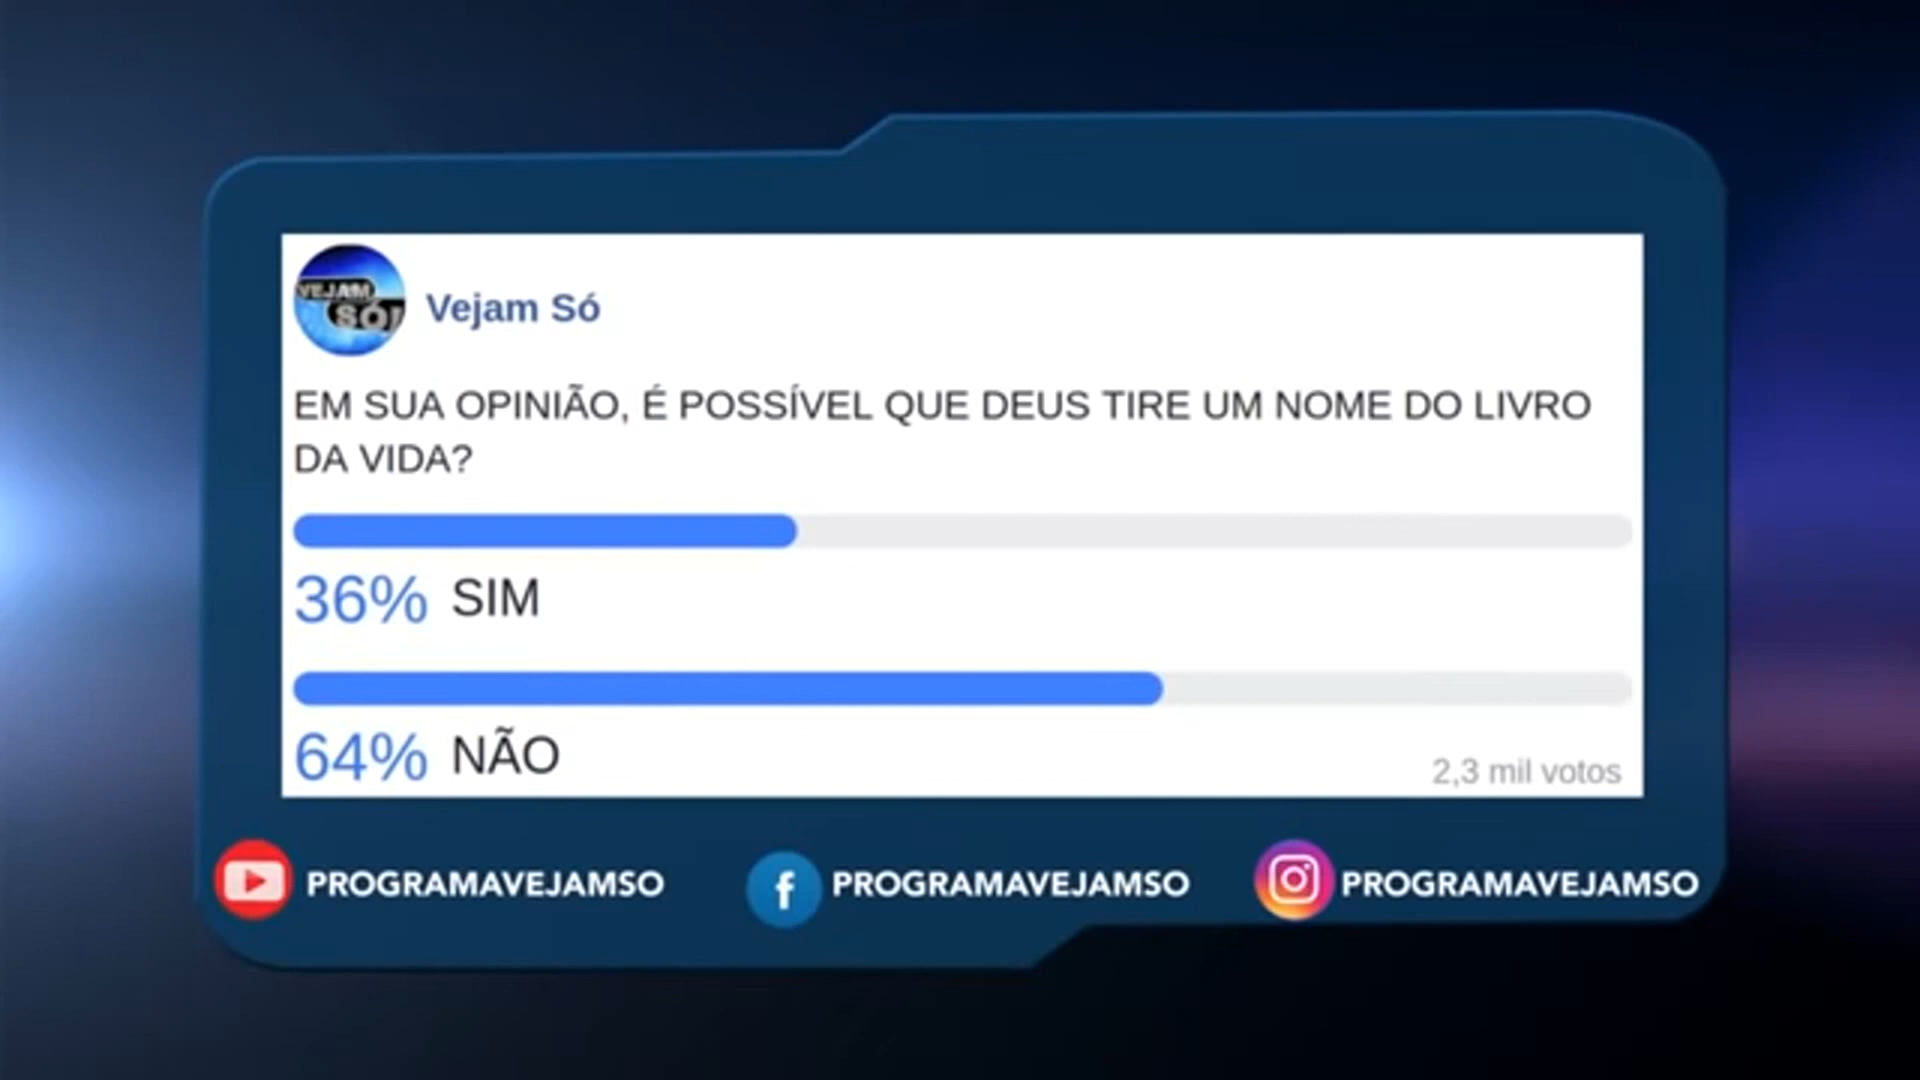 VEJAM
SÓ!
Vejam Só
EM SUA OPINIÃO, É POSSÍVEL QUE DEUS TIRE UM NOME DO LIVRO
DA VIDA?
36% SIM
64% NÃO
2,3 mil votos
PROGRAMAVEJAMSO
PROGRAMAVEJAMSO
PROGRAMAVEJAMSO